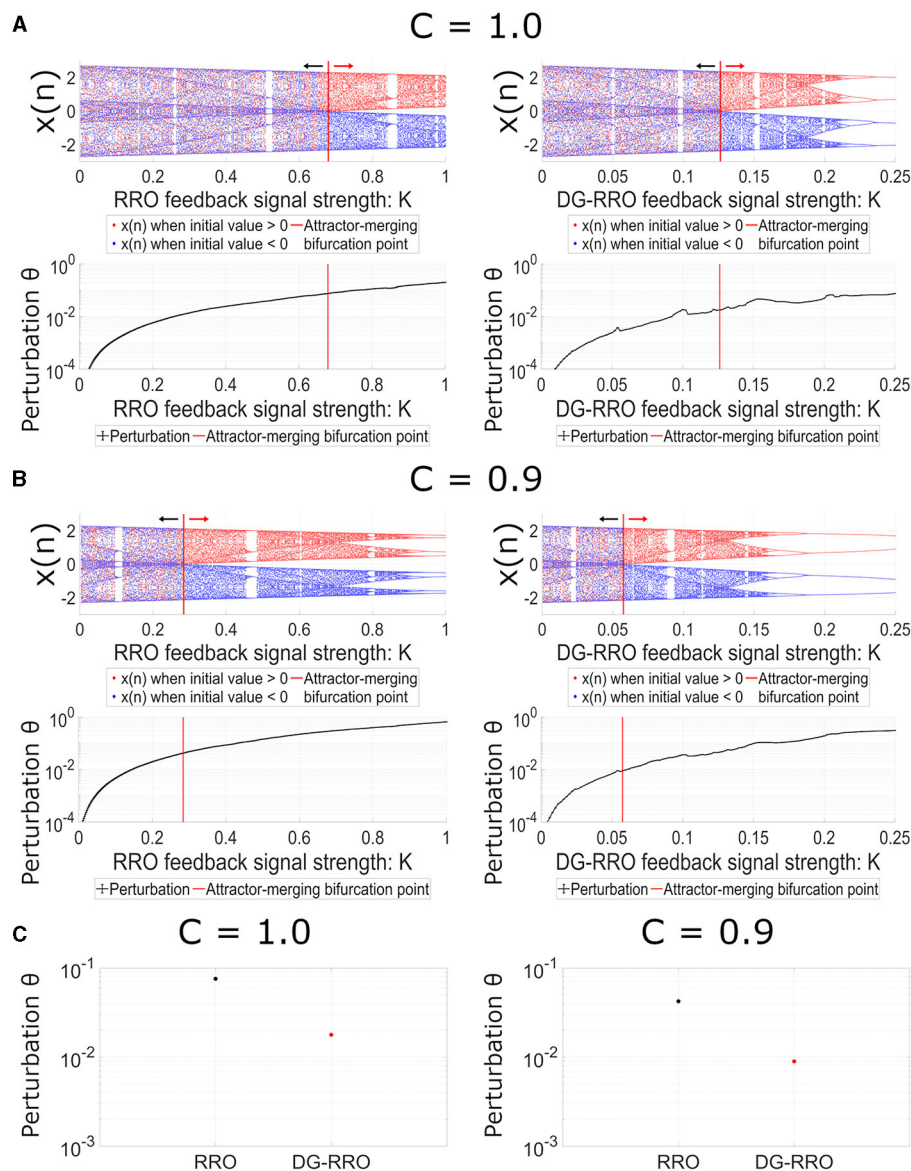 A
C = 1.0
x(n)
2
0
-2
0 0.2 0.4 0.6 0.8 1
RRO feedback signal strength: K
x(n) when initial value > 0 Attractor-merging
x(n) when initial value < 0 bifurcation point
x(n)
2
0
-2
0 0.05 0.1 0.15 0.2 0.25
DG-RRO feedback signal strength: K
x(n) when initial value > 0 Attractor-merging
x(n) when initial value < 0 bifurcation point
Perturbation θ
10^0
10^-2
10^-4
0 0.2 0.4 0.6 0.8 1
RRO feedback signal strength: K
Perturbation Attractor-merging bifurcation point
Perturbation θ
10^0
10^-2
10^-4
0 0.05 0.1 0.15 0.2 0.25
DG-RRO feedback signal strength: K
Perturbation Attractor-merging bifurcation point
B
C = 0.9
x(n)
2
0
-2
0 0.2 0.4 0.6 0.8 1
RRO feedback signal strength: K
x(n) when initial value > 0 Attractor-merging
x(n) when initial value < 0 bifurcation point
x(n)
2
0
-2
0 0.05 0.1 0.15 0.2 0.25
DG-RRO feedback signal strength: K
x(n) when initial value > 0 Attractor-merging
x(n) when initial value < 0 bifurcation point
Perturbation θ
10^0
10^-2
10^-4
0 0.2 0.4 0.6 0.8 1
RRO feedback signal strength: K
Perturbation Attractor-merging bifurcation point
Perturbation θ
10^0
10^-2
10^-4
0 0.05 0.1 0.15 0.2 0.25
DG-RRO feedback signal strength: K
Perturbation Attractor-merging bifurcation point
C
C = 1.0
Perturbation θ
10^-1
10^-2
10^-3
RRO DG-RRO
C = 0.9
Perturbation θ
10^-1
10^-2
10^-3
RRO DG-RRO